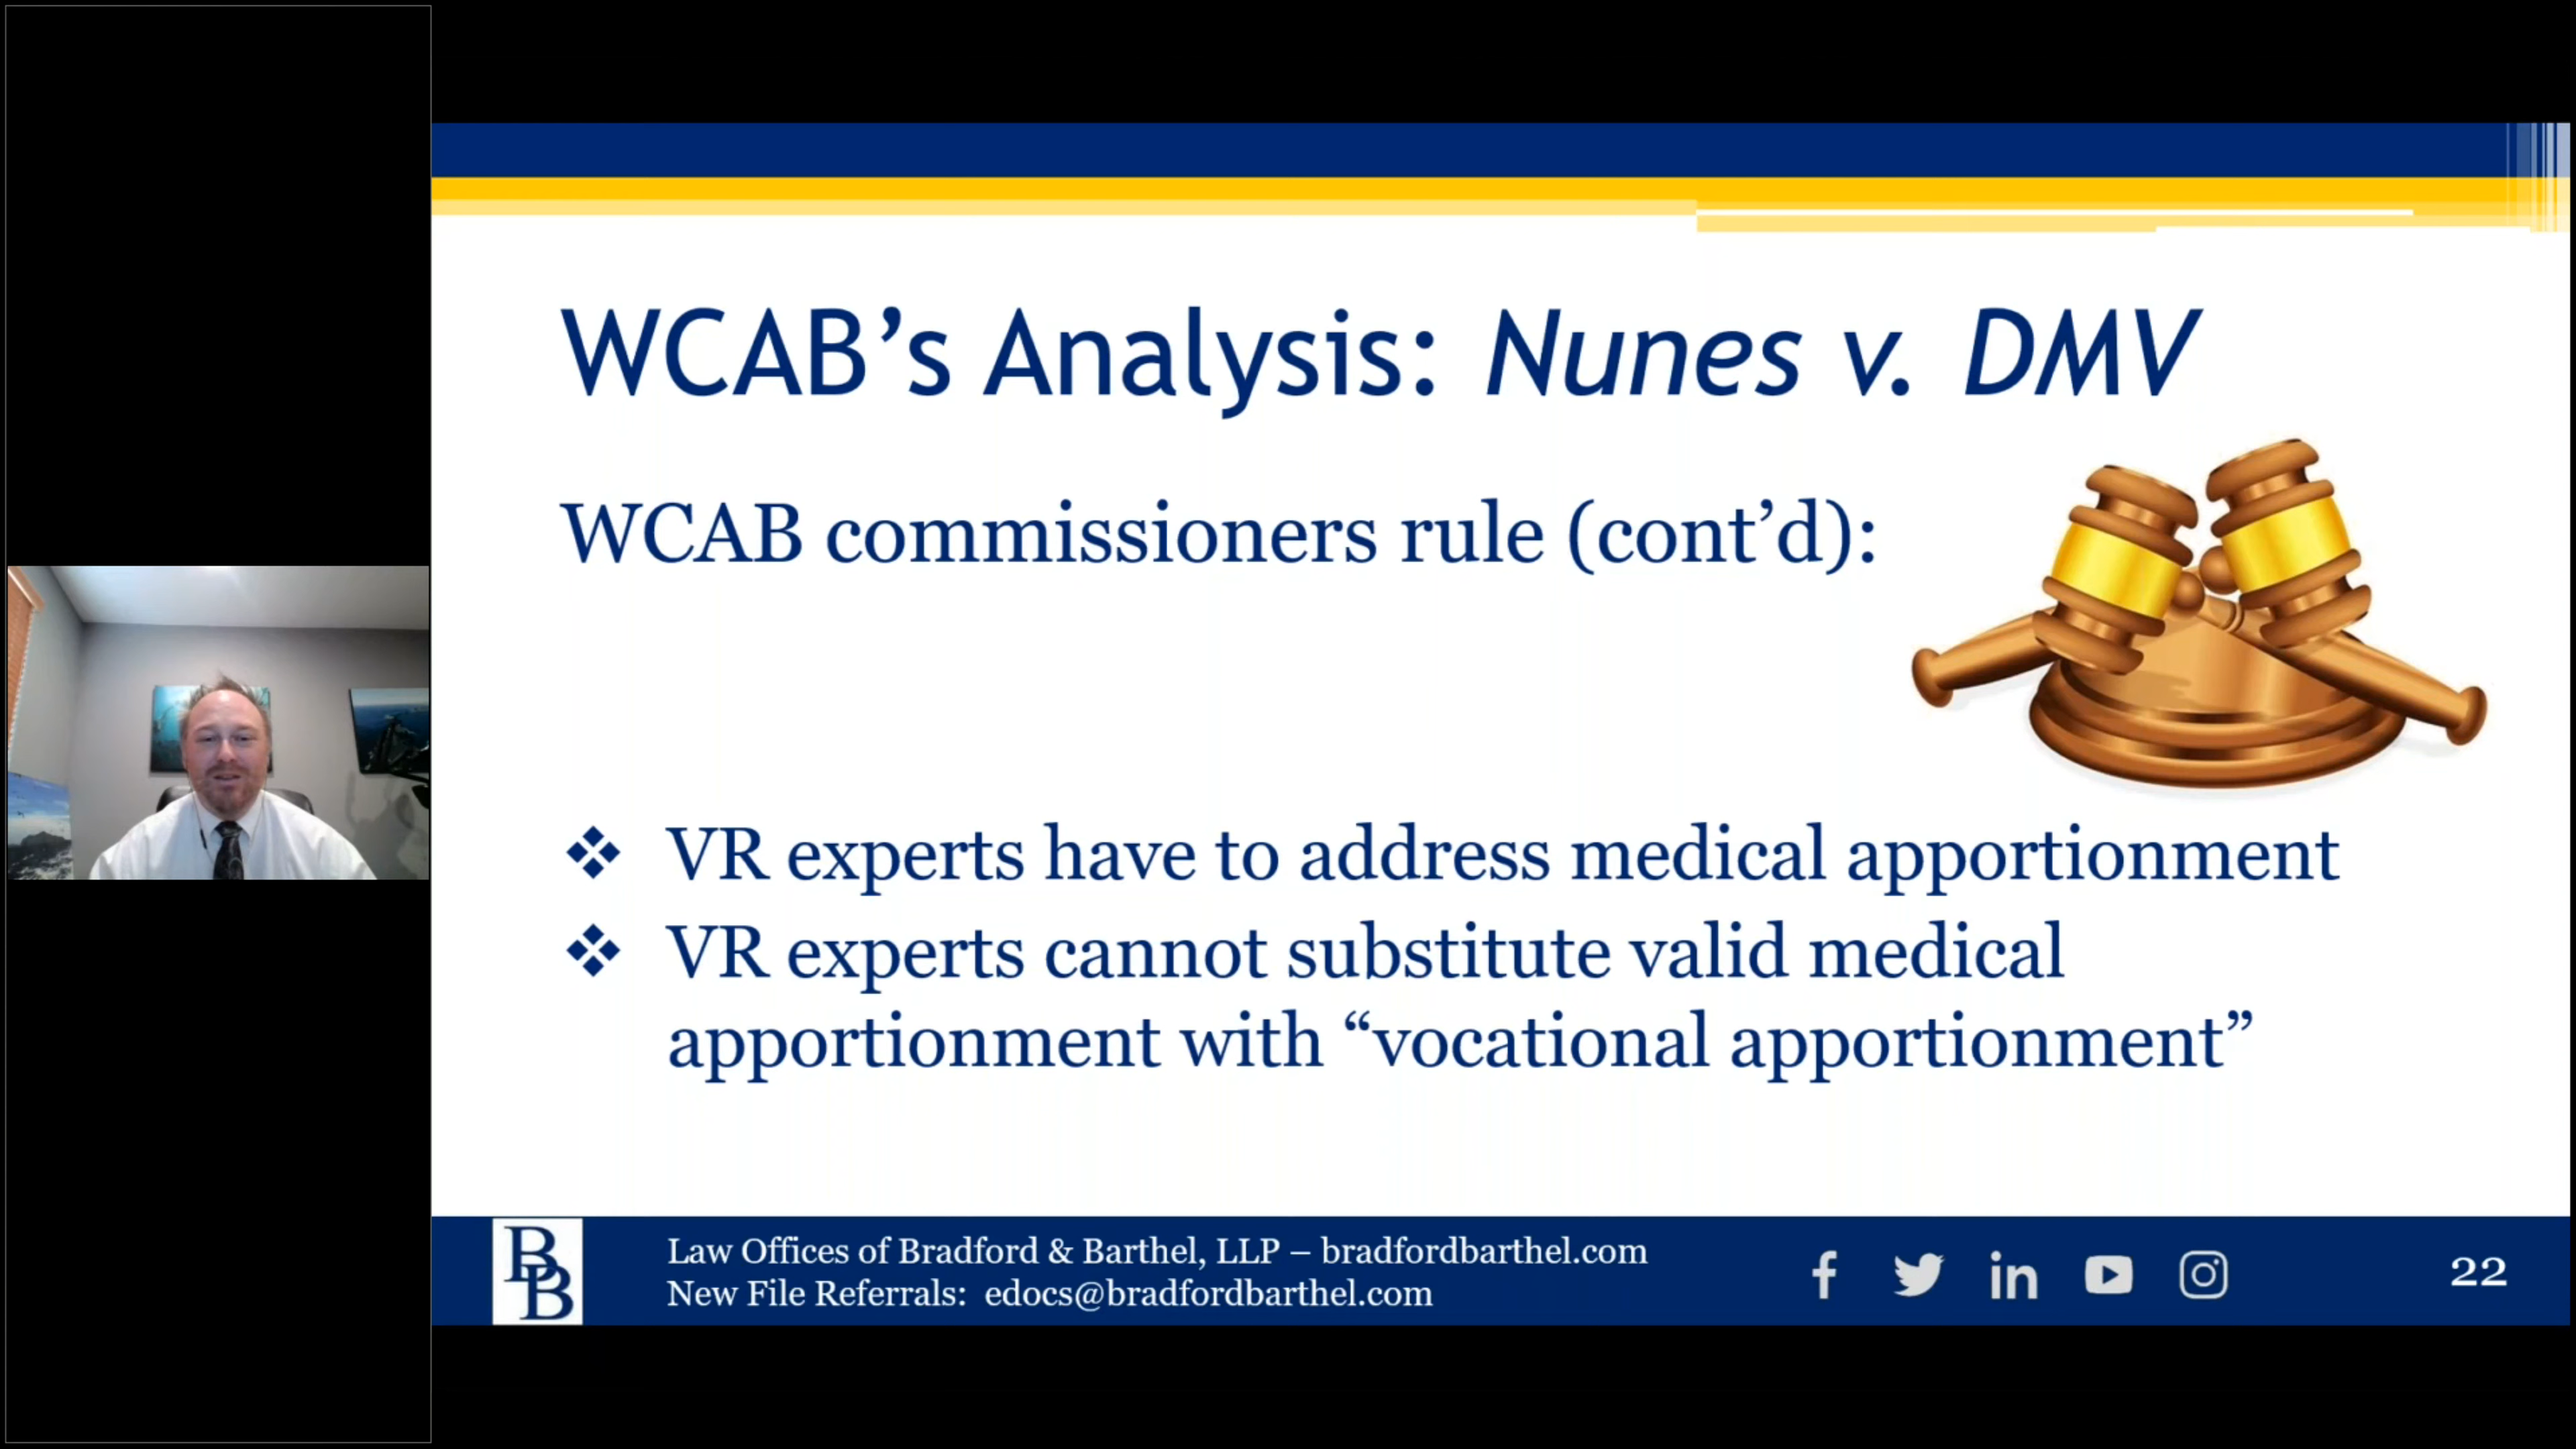 WCAB’s Analysis: Nunes v. DMV
WCAB commissioners rule (cont’d):
❖ VR experts have to address medical apportionment
❖ VR experts cannot substitute valid medical
apportionment with “vocational apportionment”
BB
Law Offices of Bradford & Barthel, LLP – bradfordbarthel.com
New File Referrals: edocs@bradfordbarthel.com
22